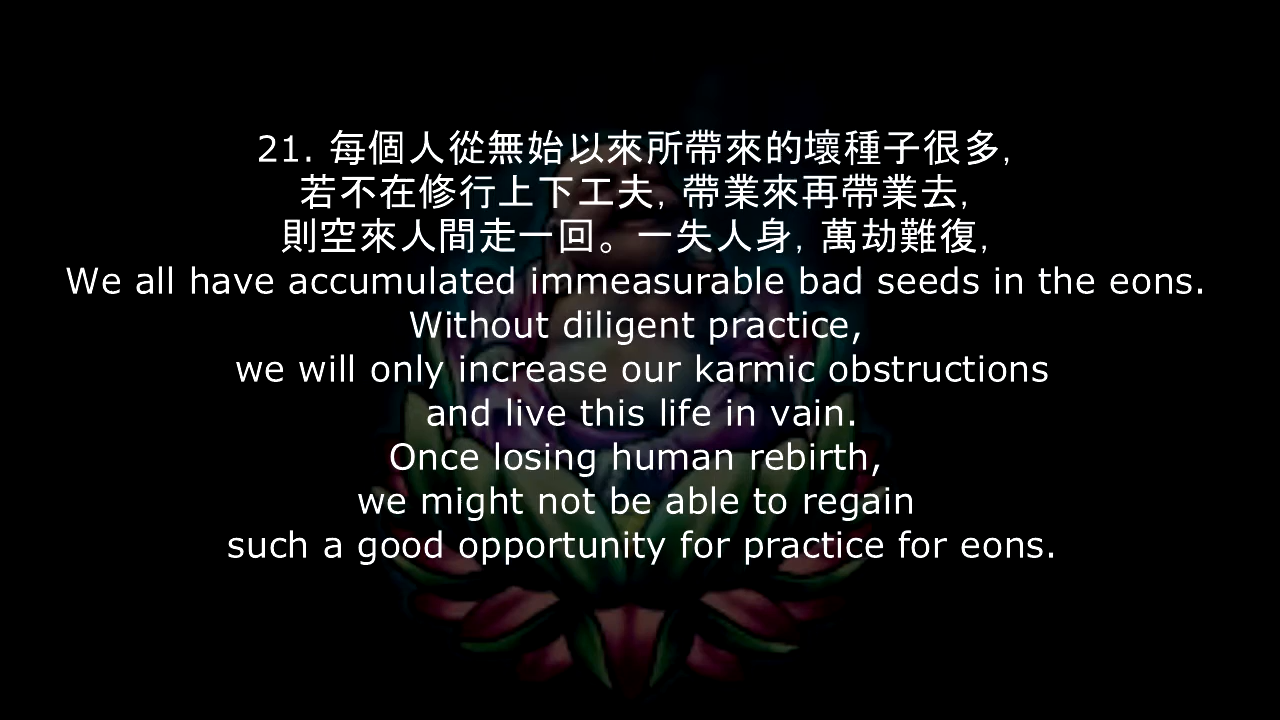 21. 每個人從無始以來所帶來的壞種子很多,
若不在修行上下工夫, 帶業來再帶業去,
則空來人間走一回。一失人身, 萬劫難復,
We all have accumulated immeasurable bad seeds in the eons.
Without diligent practice,
we will only increase our karmic obstructions
and live this life in vain.
Once losing human rebirth,
we might not be able to regain
such a good opportunity for practice for eons.